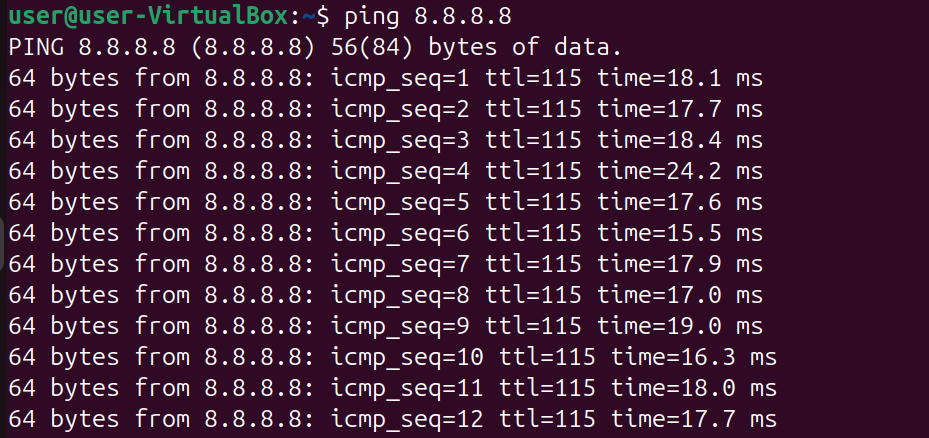 user@user-VirtualBox:~$ ping 8.8.8.8
PING 8.8.8.8 (8.8.8.8) 56(84) bytes of data.
64 bytes from 8.8.8.8: icmp_seq=1 ttl=115 time=18.1 ms
64 bytes from 8.8.8.8: icmp_seq=2 ttl=115 time=17.7 ms
64 bytes from 8.8.8.8: icmp_seq=3 ttl=115 time=18.4 ms
64 bytes from 8.8.8.8: icmp_seq=4 ttl=115 time=24.2 ms
64 bytes from 8.8.8.8: icmp_seq=5 ttl=115 time=17.6 ms
64 bytes from 8.8.8.8: icmp_seq=6 ttl=115 time=15.5 ms
64 bytes from 8.8.8.8: icmp_seq=7 ttl=115 time=17.9 ms
64 bytes from 8.8.8.8: icmp_seq=8 ttl=115 time=17.0 ms
64 bytes from 8.8.8.8: icmp_seq=9 ttl=115 time=19.0 ms
64 bytes from 8.8.8.8: icmp_seq=10 ttl=115 time=16.3 ms
64 bytes from 8.8.8.8: icmp_seq=11 ttl=115 time=18.0 ms
64 bytes from 8.8.8.8: icmp_seq=12 ttl=115 time=17.7 ms